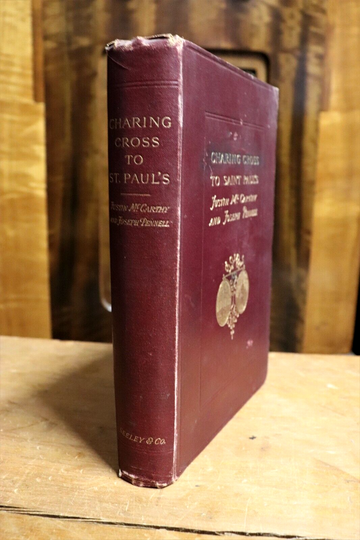 CHARING
CROSS
TO
ST. PAUL'S
JUSTIN McCARTHY
AND JOSEPH PENNELL
SEELEY & CO.
CHARING CROSS
TO SAINT PAUL'S
JUSTIN McCARTHY
AND JOSEPH PENNELL